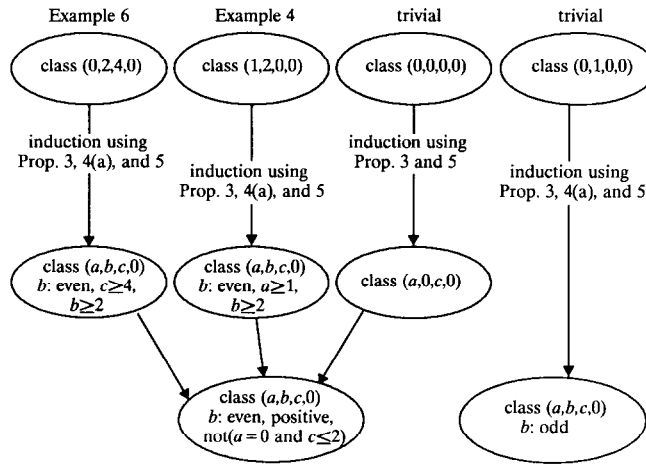 Example 6
Example 4
trivial
trivial
class (0,2,4,0)
class (1,2,0,0)
class (0,0,0,0)
class (0,1,0,0)
induction using
Prop. 3, 4(a), and 5
induction using
Prop. 3, 4(a), and 5
induction using
Prop. 3 and 5
induction using
Prop. 3, 4(a), and 5
class (a,b,c,0)
b: even, c≥4,
b≥2
class (a,b,c,0)
b: even, a≥1,
b≥2
class (a,0,c,0)
class (a,b,c,0)
b: even, positive,
not(a = 0 and c≤2)
class (a,b,c,0)
b: odd